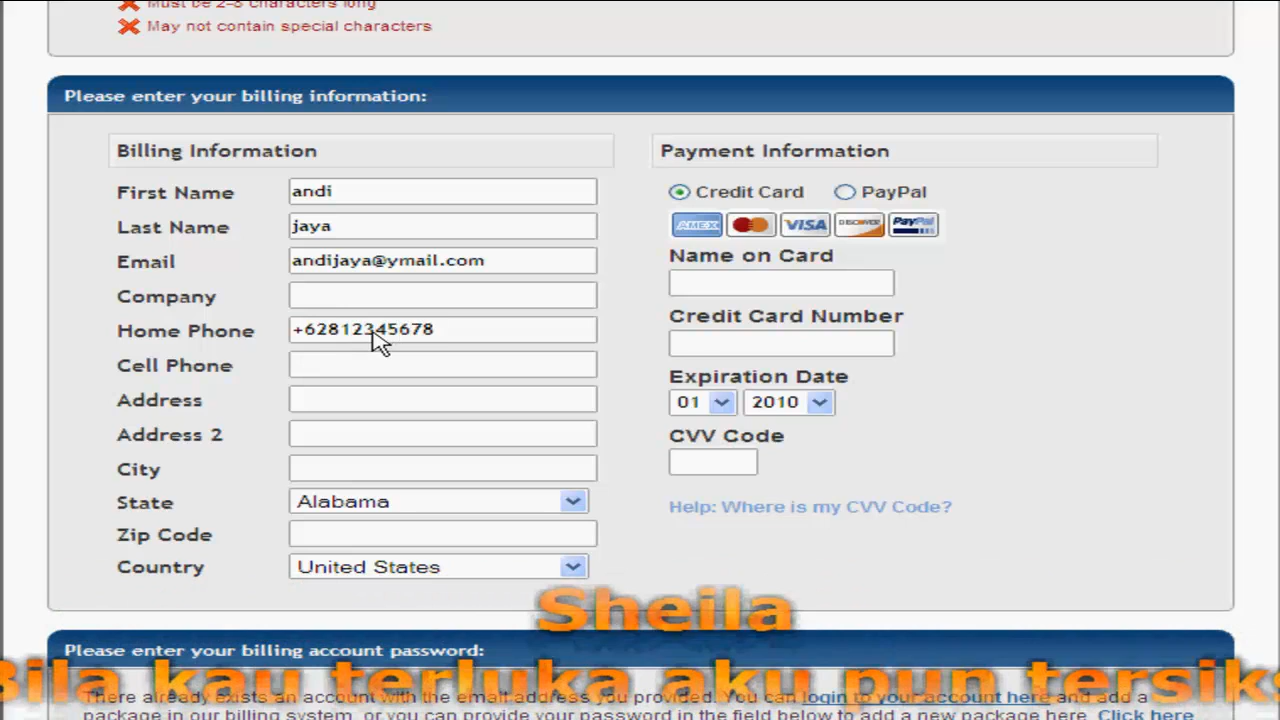 Must be 2-8 characters long
May not contain special characters
Please enter your billing information:
Billing Information
First Name andi
Last Name jaya
Email andijaya@ymail.com
Company
Home Phone +62812345678
Cell Phone
Address
Address 2
City
State Alabama
Zip Code
Country United States
Payment Information
Credit Card PayPal
AMEX VISA DISCOVER PayPal
Name on Card
Credit Card Number
Expiration Date
01 2010
CVV Code
Help: Where is my CVV Code?
Sheila
Please enter your billing account password:
Bila kau terluka aku pun tersik
There already exists an account with the email address you provided. You can login to your account here and add a
package in our billing system, or you can provide your password in the field below to add a new package here. Click here